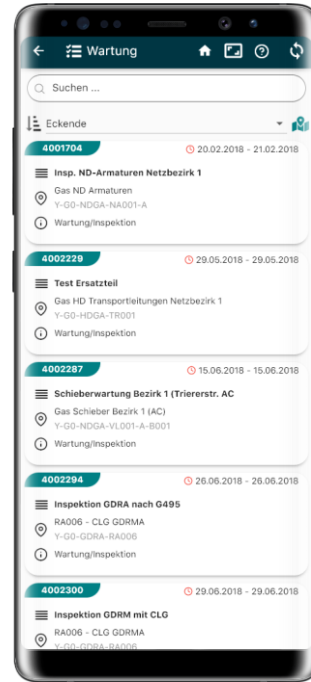 Wartung
Suchen ...
Eckende
4001704 20.02.2018 - 21.02.2018
Insp. ND-Armaturen Netzbezirk 1
Gas ND Armaturen
Y-G0-NDGA-NA001-A
Wartung/Inspektion
4002229 29.05.2018 - 29.05.2018
Test Ersatzteil
Gas HD Transportleitungen Netzbezirk 1
Y-G0-HDGA-TR001
Wartung/Inspektion
4002287 15.06.2018 - 15.06.2018
Schieberwartung Bezirk 1 (Triererstr. AC
Gas Schieber Bezirk 1 (AC)
Y-G0-NDGA-VL001-A-B001
Wartung/Inspektion
4002294 26.06.2018 - 26.06.2018
Inspektion GDRA nach G495
RA006 - CLG GDRMA
Y-G0-GDRA-RA006
Wartung/Inspektion
4002300 29.06.2018 - 29.06.2018
Inspektion GDRM mit CLG
RA006 - CLG GDRMA
Y-G0-GDRA-RA006